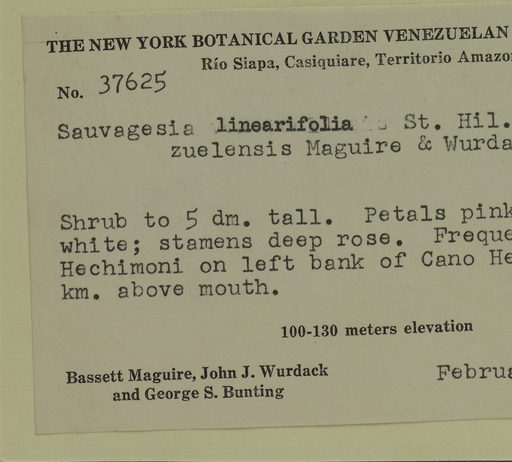 THE NEW YORK BOTANICAL GARDEN VENEZUELAN
Río Siapa, Casiquiare, Territorio Amazo
No. 37625
Sauvagesia linearifolia St. Hil.
zuelensis Maguire & Wurda
Shrub to 5 dm. tall. Petals pink
white; stamens deep rose. Freque
Hechimoni on left bank of Cano He
km. above mouth.
100-130 meters elevation
Bassett Maguire, John J. Wurdack
and George S. Bunting
Februa